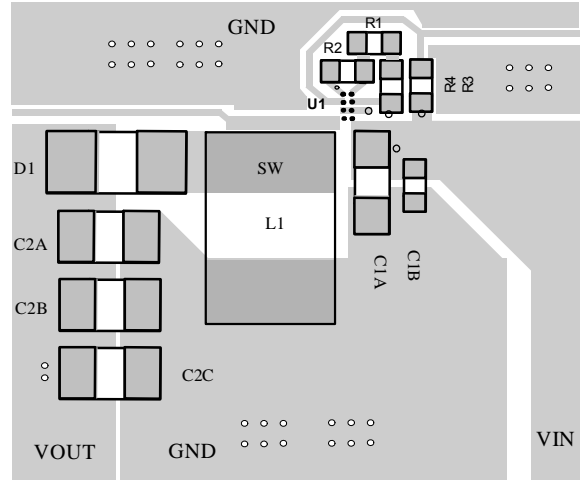 GND
R1
R2
U1
R4
R3
D1
SW
L1
C2A
C2B
C1A
C1B
C2C
VOUT
GND
VIN